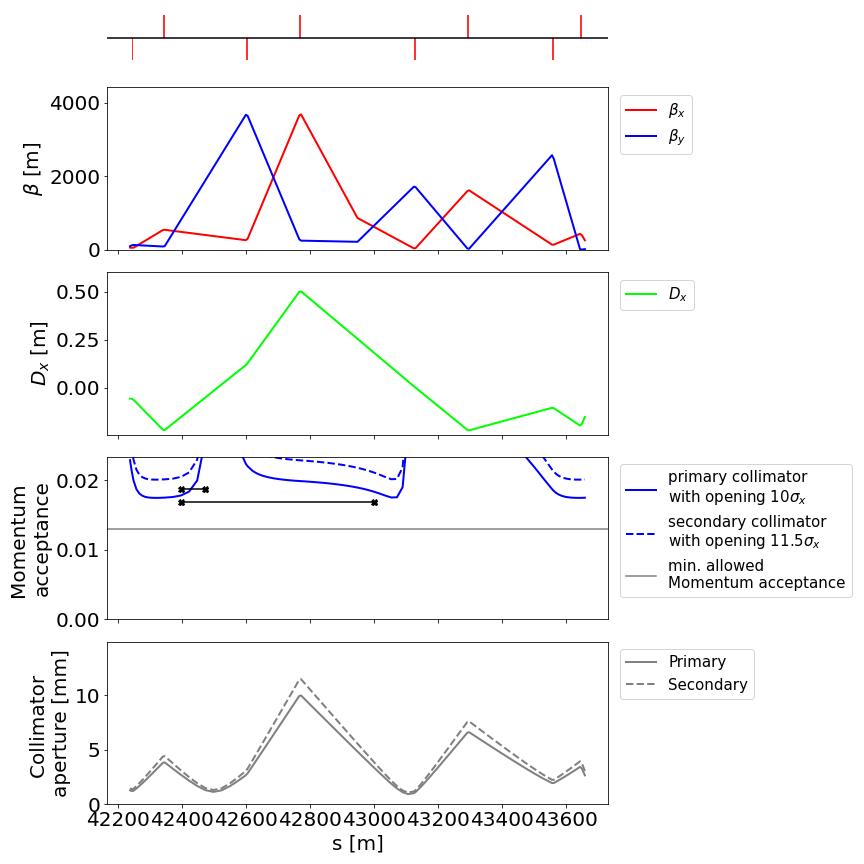 4000
2000
0
β [m]
βx
βy
0.50
0.25
0.00
Dx [m]
Dx
0.02
0.01
0.00
Momentum
acceptance
primary collimator
with opening 10σx
secondary collimator
with opening 11.5σx
min. allowed
Momentum acceptance
10
5
0
Collimator
aperture [mm]
Primary
Secondary
42200 42400 42600 42800 43000 43200 43400 43600
s [m]